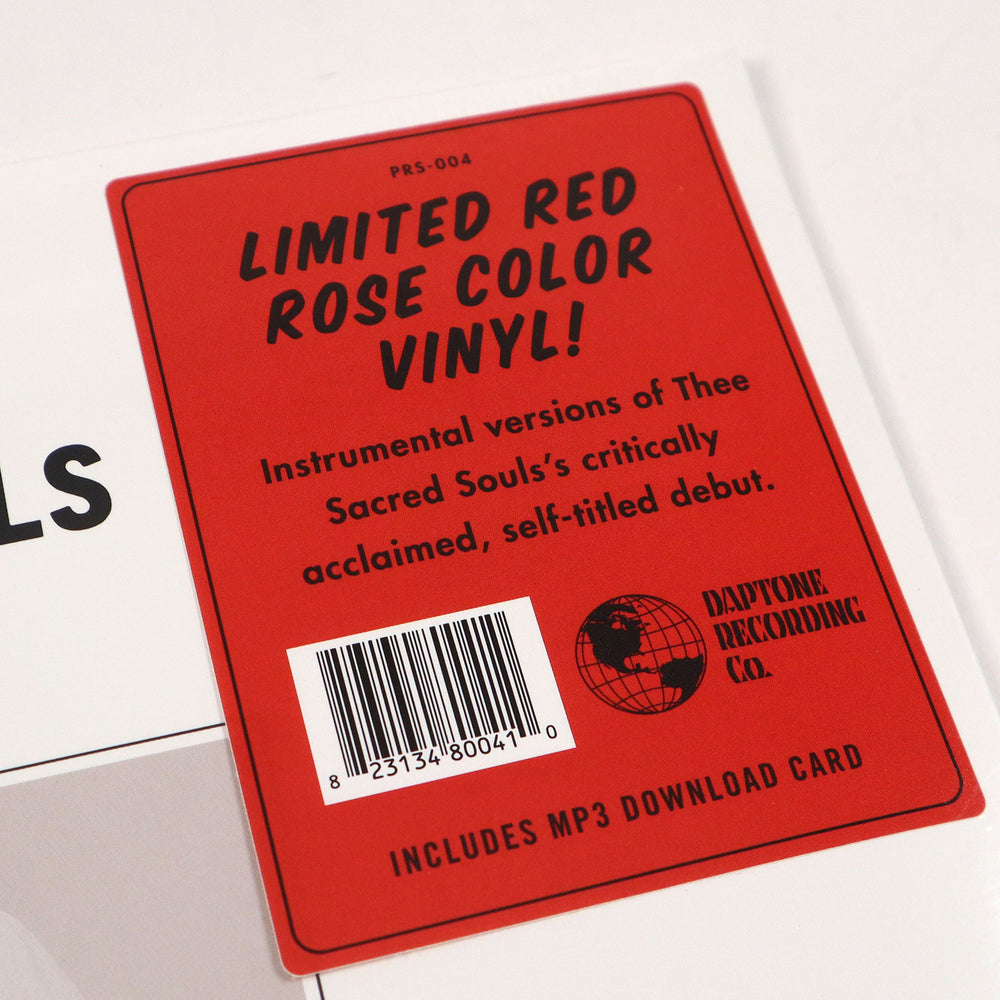 PRS-004
LIMITED RED
ROSE COLOR
VINYL!
Instrumental versions of Thee
Sacred Souls's critically
acclaimed, self-titled debut.
DAPTONE
RECORDING
Co.
8 23134 80041 0
INCLUDES MP3 DOWNLOAD CARD
LS